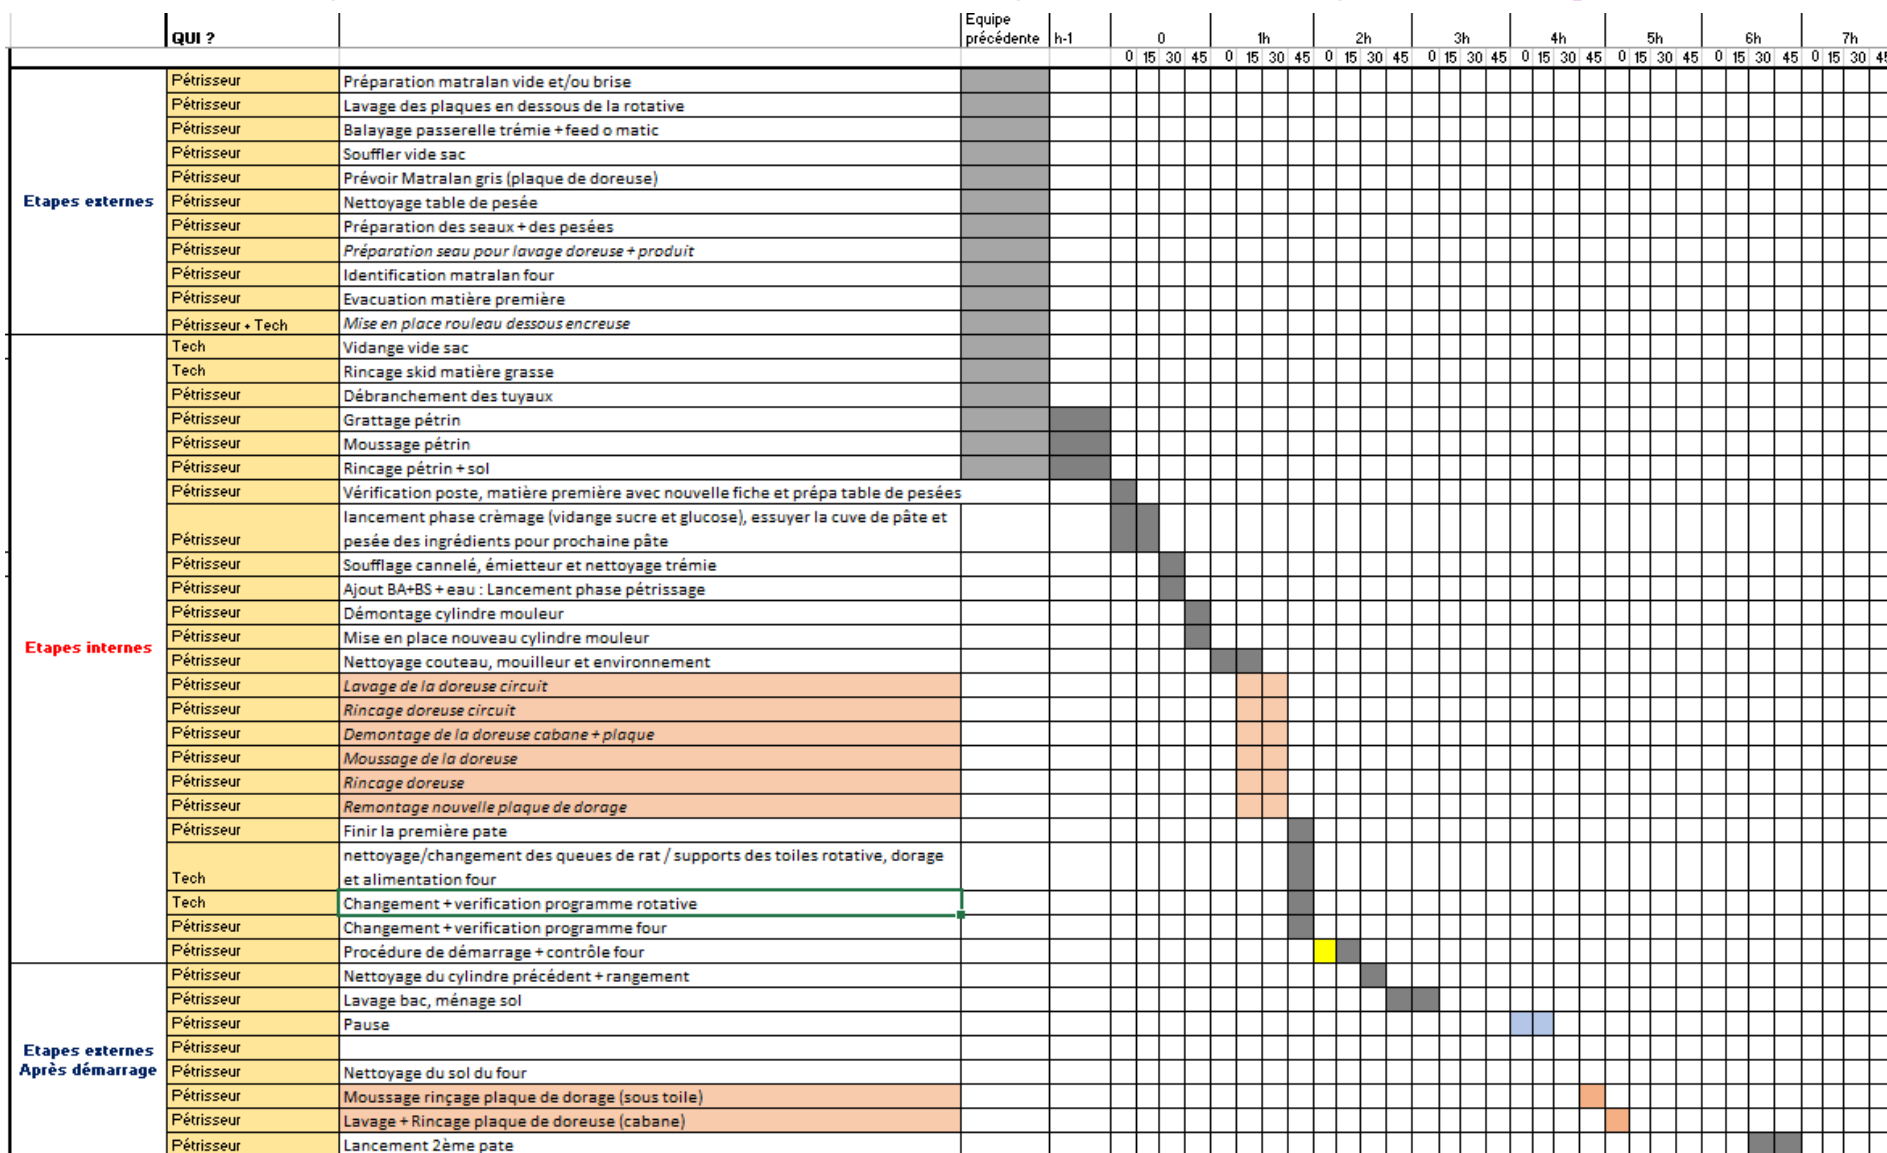 Equipe
QUI ? précédente h-1 0 1h 2h 3h 4h 5h 6h 7h
0 15 30 45 0 15 30 45 0 15 30 45 0 15 30 45 0 15 30 45 0 15 30 45 0 15 30 45 0 15 30 45
Pétrisseur Préparation matralan vide et/ou brise
Pétrisseur Lavage des plaques en dessous de la rotative
Pétrisseur Balayage passerelle trémie + feed o matic
Pétrisseur Souffler vide sac
Pétrisseur Prévoir Matralan gris (plaque de doreuse)
Etapes externes Pétrisseur Nettoyage table de pesée
Pétrisseur Préparation des seaux + des pesées
Pétrisseur Préparation seau pour lavage doreuse + produit
Pétrisseur Identification matralan four
Pétrisseur Evacuation matière première
Pétrisseur + Tech Mise en place rouleau dessous encreuse
Tech Vidange vide sac
Tech Rincage skid matière grasse
Pétrisseur Débranchement des tuyaux
Pétrisseur Grattage pétrin
Pétrisseur Moussage pétrin
Pétrisseur Rincage pétrin + sol
Pétrisseur Vérification poste, matière première avec nouvelle fiche et prépa table de pesées
lancement phase crèmage (vidange sucre et glucose), essuyer la cuve de pâte et
Pétrisseur pesée des ingrédients pour prochaine pâte
Pétrisseur Soufflage cannelé, émietteur et nettoyage trémie
Pétrisseur Ajout BA+BS + eau : Lancement phase pétrissage
Pétrisseur Démontage cylindre mouleur
Pétrisseur Mise en place nouveau cylindre mouleur
Etapes internes
Pétrisseur Nettoyage couteau, mouilleur et environnement
Pétrisseur Lavage de la doreuse circuit
Pétrisseur Rincage doreuse circuit
Pétrisseur Demontage de la doreuse cabane + plaque
Pétrisseur Moussage de la doreuse
Pétrisseur Rincage doreuse
Pétrisseur Remontage nouvelle plaque de dorage
Pétrisseur Finir la première pate
nettoyage/changement des queues de rat / supports des toiles rotative, dorage
Tech et alimentation four
Tech Changement + verification programme rotative
Pétrisseur Changement + verification programme four
Pétrisseur Procédure de démarrage + contrôle four
Pétrisseur Nettoyage du cylindre précédent + rangement
Pétrisseur Lavage bac, ménage sol
Pétrisseur Pause
Etapes externes Pétrisseur
Après démarrage Pétrisseur Nettoyage du sol du four
Pétrisseur Moussage rinçage plaque de dorage (sous toile)
Pétrisseur Lavage + Rincage plaque de doreuse (cabane)
Pétrisseur Lancement 2ème pate